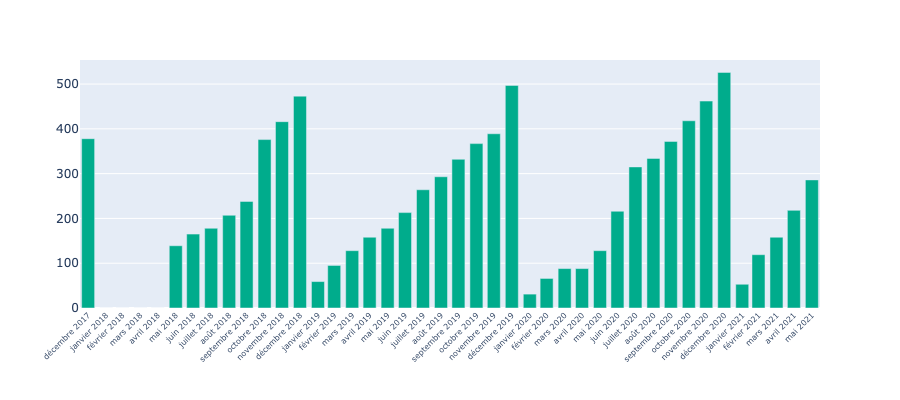 500
400
300
200
100
0
décembre 2017
janvier 2018
février 2018
mars 2018
avril 2018
mai 2018
juin 2018
juillet 2018
août 2018
septembre 2018
octobre 2018
novembre 2018
décembre 2018
janvier 2019
février 2019
mars 2019
avril 2019
mai 2019
juin 2019
juillet 2019
août 2019
septembre 2019
octobre 2019
novembre 2019
décembre 2019
janvier 2020
février 2020
mars 2020
avril 2020
mai 2020
juin 2020
juillet 2020
août 2020
septembre 2020
octobre 2020
novembre 2020
décembre 2020
janvier 2021
février 2021
mars 2021
avril 2021
mai 2021